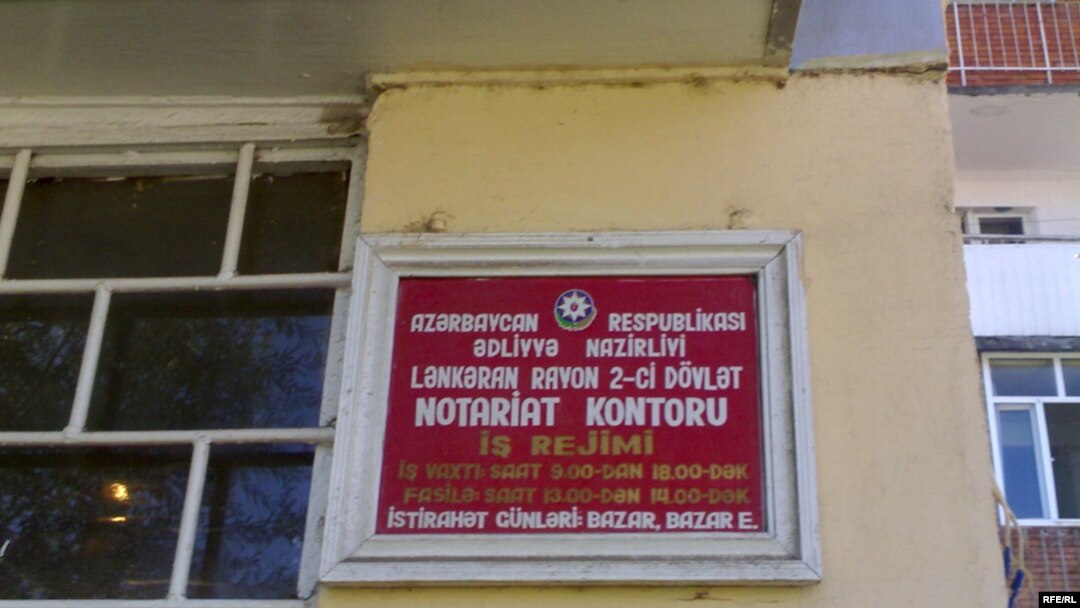 AZƏRBAYCAN RESPUBLIKASI
ƏDLİYYƏ NAZİRLİYİ
LƏNKƏRAN RAYON 2-Cİ DÖVLƏT
NOTARİAT KONTORU
İŞ REJİMİ
İŞ VAXTI: SAAT 9.00-DAN 18.00-DƏK
FASİLƏ: SAAT 13.00-DƏN 14.00-DƏK
İSTİRAHƏT GÜNLƏRİ: BAZAR, BAZAR E.
RFE/RL